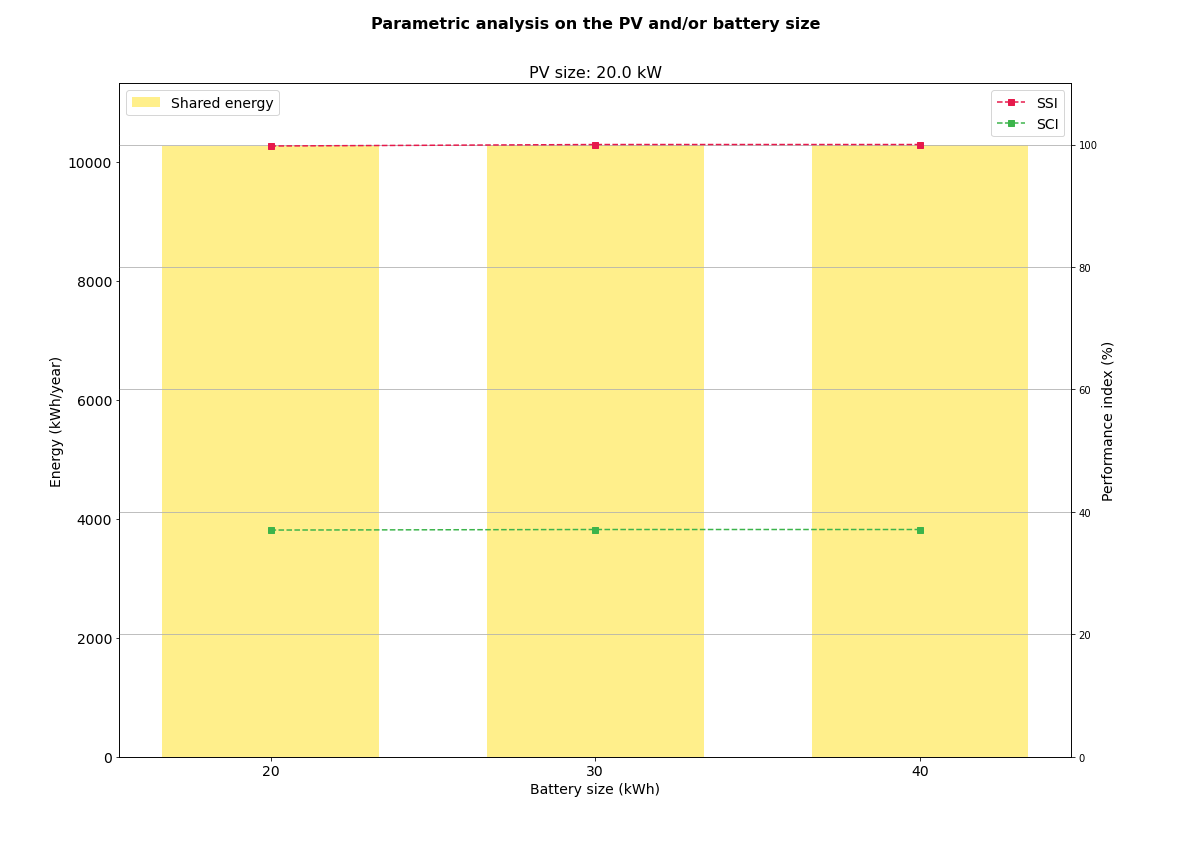 Parametric analysis on the PV and/or battery size
PV size: 20.0 kW
Shared energy
SSI
SCI
10000
8000
6000
4000
2000
0
Energy (kWh/year)
100
80
60
40
20
0
Performance index (%)
20
30
40
Battery size (kWh)